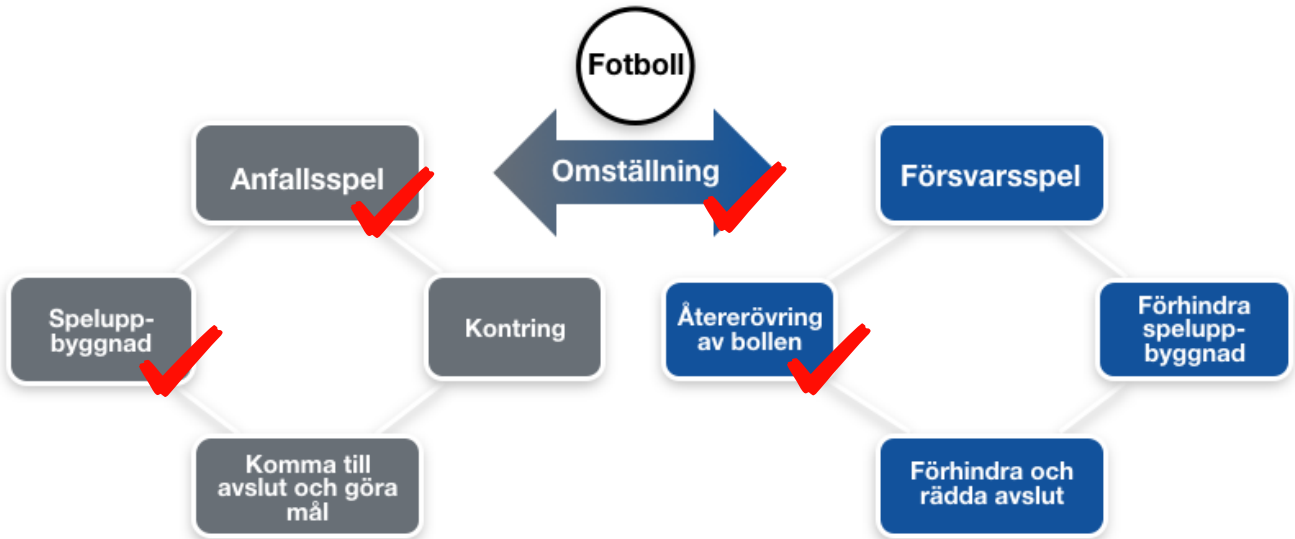 Fotboll
Anfallsspel
Omställning
Försvarsspel
Spelupp-
byggnad
Kontring
Återerövring
av bollen
Förhindra
spelupp-
byggnad
Komma till
avslut och göra
mål
Förhindra och
rädda avslut